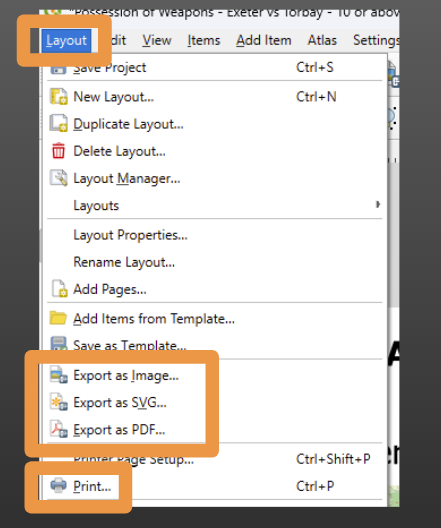 "Possession of Weapons - Exeter vs Torbay - 10 or abov
Layout Edit View Items Add Item Atlas Settings
Save Project Ctrl+S
New Layout... Ctrl+N
Duplicate Layout...
Delete Layout...
Layout Manager...
Layouts
Layout Properties...
Rename Layout...
Add Pages...
Add Items from Template...
Save as Template...
Export as Image...
Export as SVG...
Export as PDF...
Printer Page Setup... Ctrl+Shift+P
Print... Ctrl+P